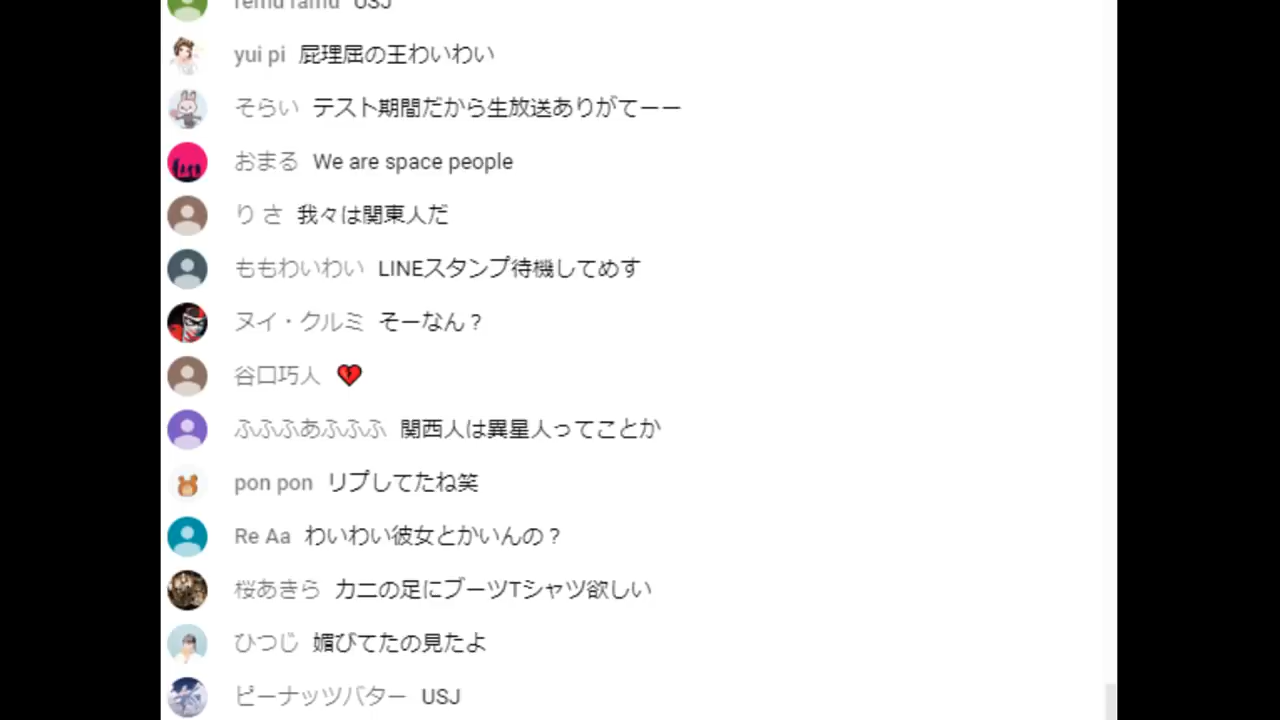 remu ramu USJ
yui pi 屁理屈の王わいわい
そらい テスト期間だから生放送ありがてーー
おまる We are space people
り さ 我々は関東人だ
ももわいわい LINEスタンプ待機してめす
ヌイ・クルミ そーなん？
谷口巧人 💔
ふふふあふふふ 関西人は異星人ってことか
pon pon リプしてたね笑
Re Aa わいわい彼女とかいんの？
桜あきら カニの足にブーツTシャツ欲しい
ひつじ 媚びてたの見たよ
ピーナッツバター USJ